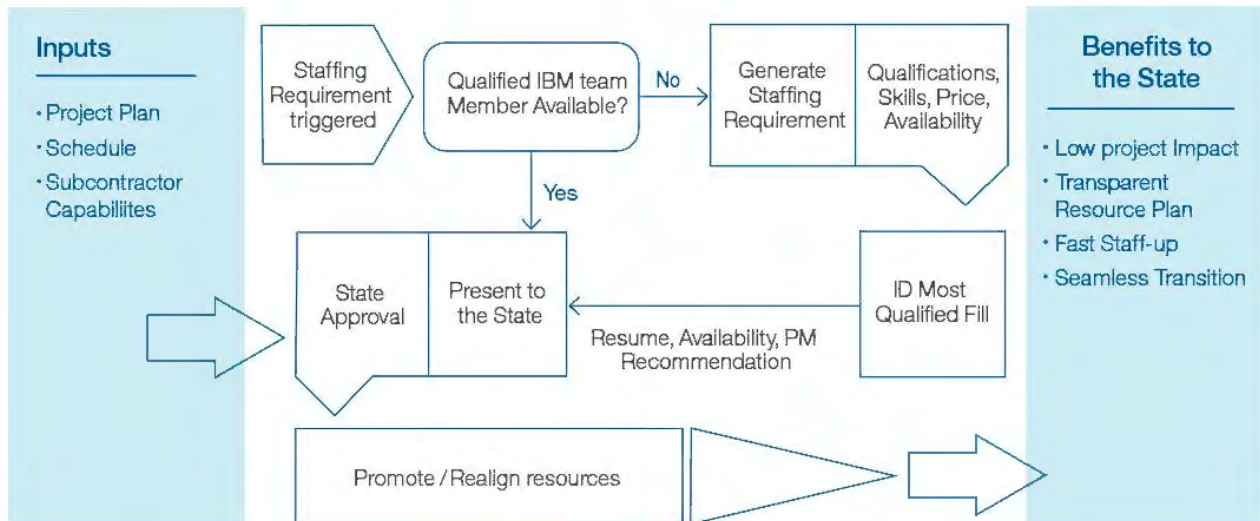 Inputs
• Project Plan
• Schedule
• Subcontractor
Capabiliites
Staffing
Requirement
triggered
Qualified IBM team
Member Available?
No
Yes
Generate
Staffing
Requirement
Qualifications,
Skills, Price,
Availability
ID Most
Qualified Fill
Resume, Availability, PM
Recommendation
Present to
the State
State
Approval
Promote / Realign resources
Benefits to
the State
• Low project Impact
• Transparent
Resource Plan
• Fast Staff-up
• Seamless Transition